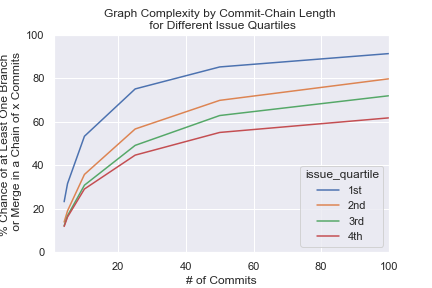 Graph Complexity by Commit-Chain Length
for Different Issue Quartiles
% Chance of at Least One Branch
or Merge in a Chain of x Commits
100
80
60
40
20
0
issue_quartile
1st
2nd
3rd
4th
20
40
60
80
100
# of Commits